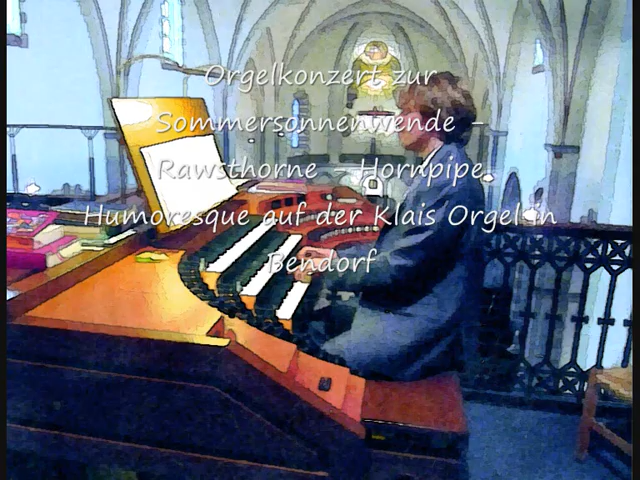 Orgelkonzert zur
Sommersonnenwende -
Rawsthorne - Hornpipe
Humoresque auf der Klais Orgel in
Bendorf